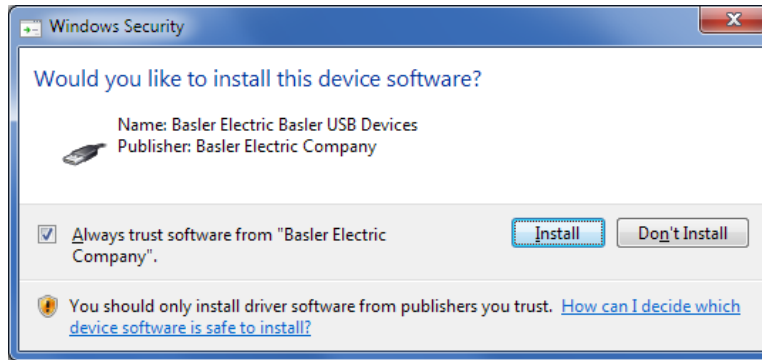 Windows Security
Would you like to install this device software?
Name: Basler Electric Basler USB Devices
Publisher: Basler Electric Company
Always trust software from "Basler Electric
Company".
Install
Don't Install
You should only install driver software from publishers you trust. How can I decide which
device software is safe to install?